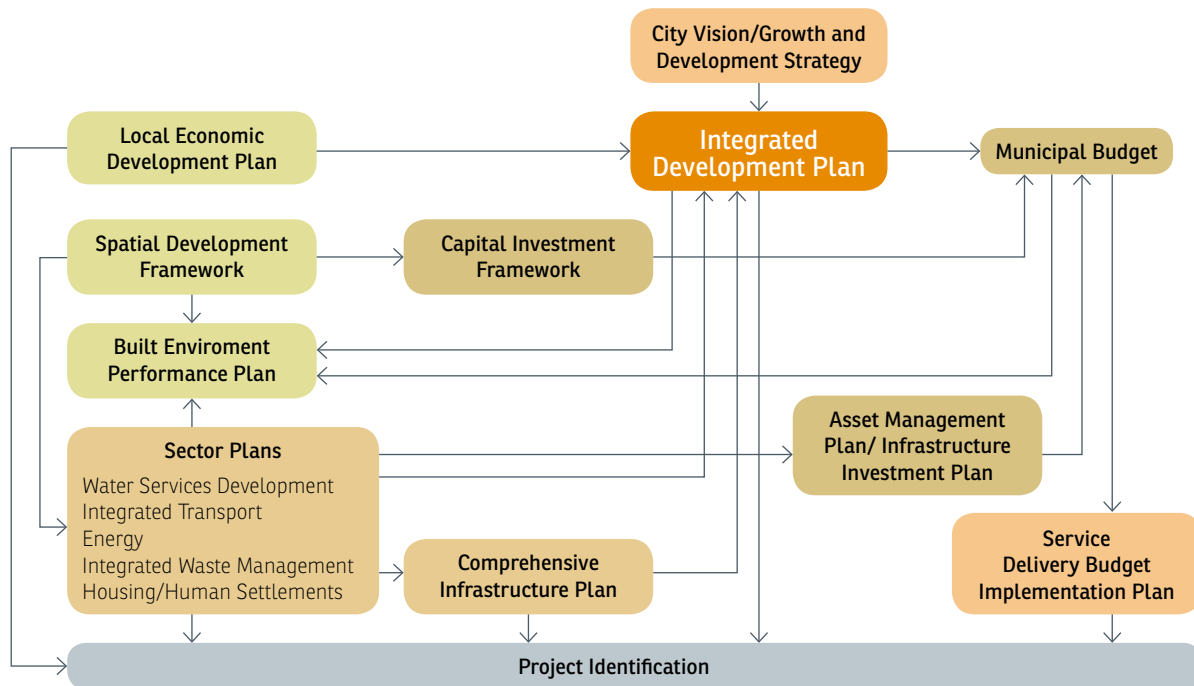 City Vision/Growth and
Development Strategy
Local Economic
Development Plan
Integrated
Development Plan
Municipal Budget
Spatial Development
Framework
Capital Investment
Framework
Built Enviroment
Performance Plan
Asset Management
Plan/ Infrastructure
Investment Plan
Sector Plans
Water Services Development
Integrated Transport
Energy
Integrated Waste Management
Housing/Human Settlements
Comprehensive
Infrastructure Plan
Service
Delivery Budget
Implementation Plan
Project Identification